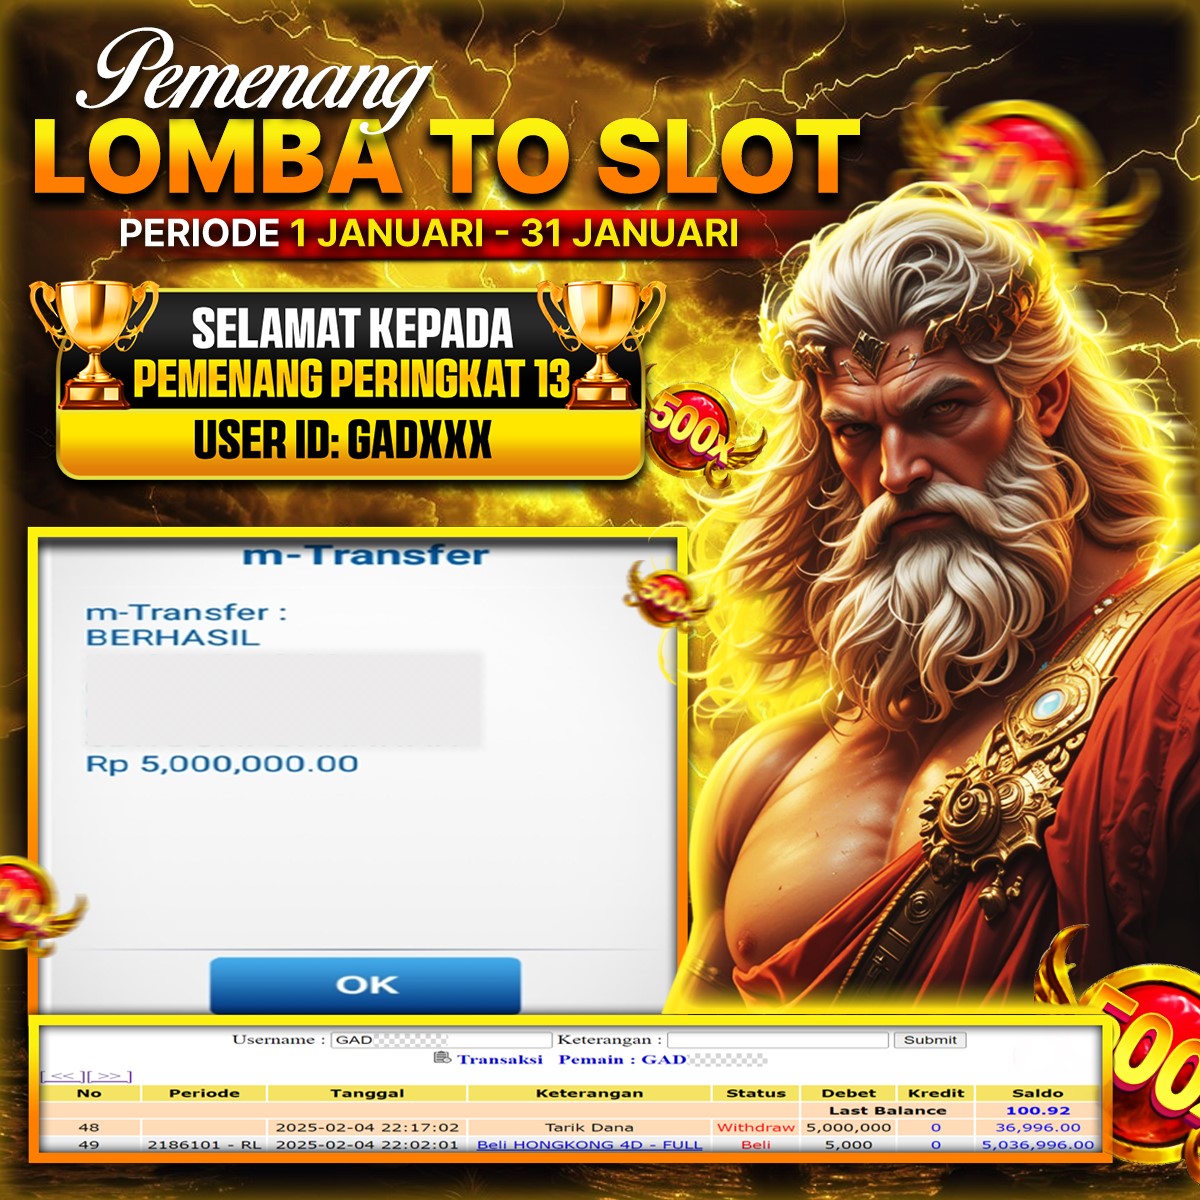 Pemenang
LOMBA TO SLOT
PERIODE 1 JANUARI - 31 JANUARI
SELAMAT KEPADA
PEMENANG PERINGKAT 13
USER ID: GADXXX
500x
m-Transfer
500x
m-Transfer :
BERHASIL
Rp 5,000,000.00
OK
500x
Username : GAD Keterangan : Submit
Transaksi Pemain : GAD
[ << ][ >> ]
No Periode Tanggal Keterangan Status Debet Kredit Saldo
Last Balance 100.92
48 2025-02-04 22:17:02 Tarik Dana Withdraw 5,000,000 0 36,996.00
49 2186101 - RL 2025-02-04 22:02:01 Beli HONGKONG 4D - FULL Beli 5,000 0 5,036,996.00